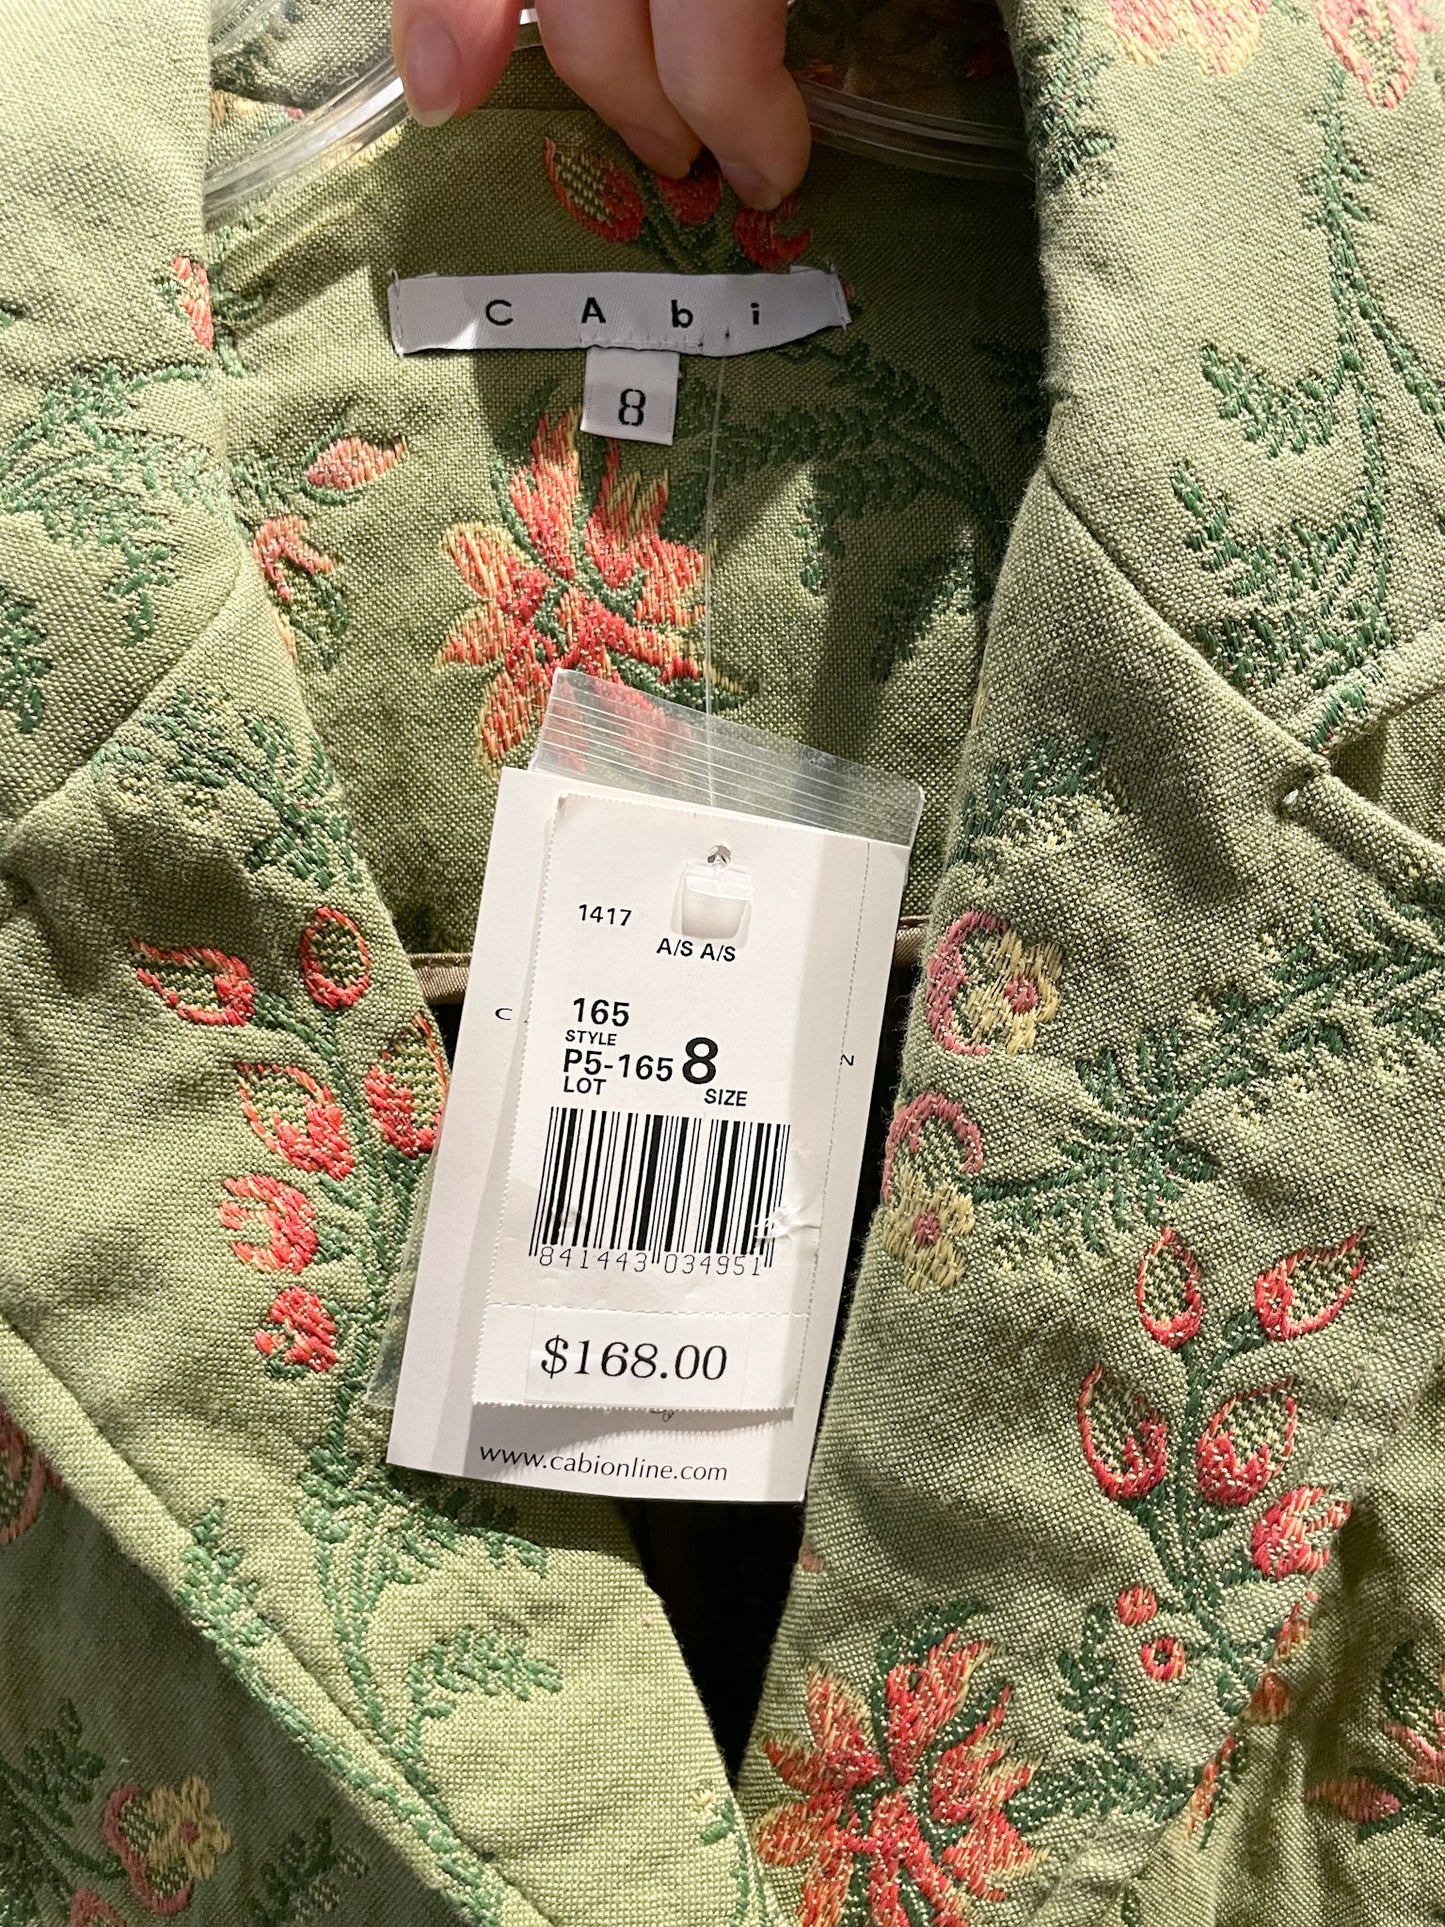 CAbi
8
1417
A/S A/S
165
STYLE
P5-165 8
LOT SIZE
841443 034951
$168.00
www.cabionline.com